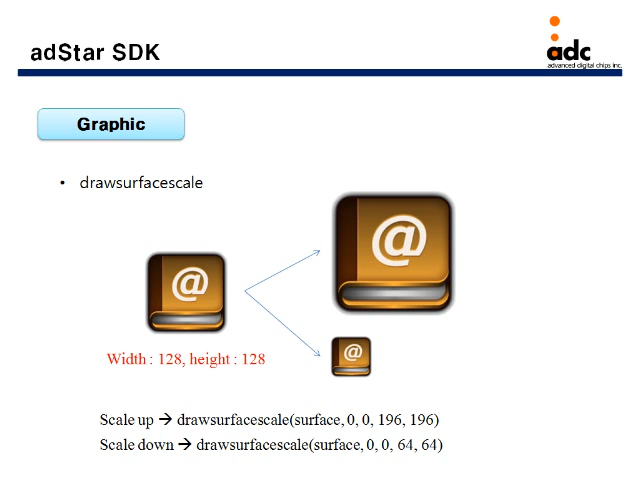 adStar SDK
adc
advanced digital chips inc.
Graphic
• drawsurfacescale
@
@
@
Width : 128, height : 128
Scale up → drawsurfacescale(surface, 0, 0, 196, 196)
Scale down → drawsurfacescale(surface, 0, 0, 64, 64)